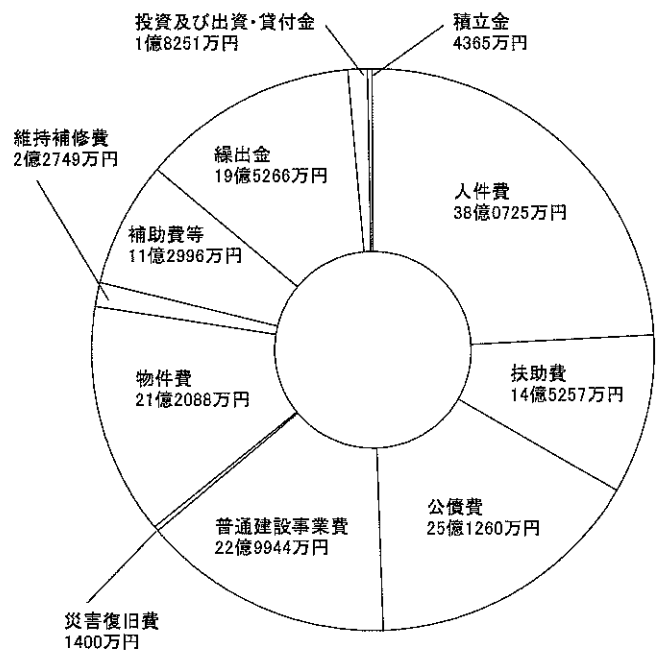 投資及び出資・貸付金
1億8251万円
積立金
4365万円
維持補修費
2億2749万円
繰出金
19億5266万円
人件費
38億0725万円
補助費等
11億2996万円
物件費
21億2088万円
扶助費
14億5257万円
公債費
25億1260万円
普通建設事業費
22億9944万円
災害復旧費
1400万円